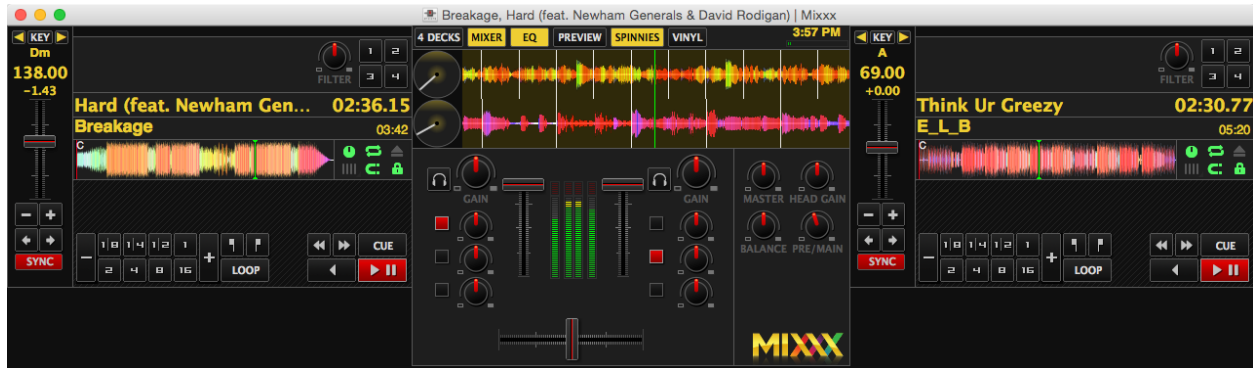 Breakage, Hard (feat. Newham Generals & David Rodigan) | Mixxx
KEY
Dm
138.00
-1.43
FILTER
1 2
3 4
Hard (feat. Newham Gen... 02:36.15
Breakage 03:42
C
- +
SYNC
- 1 8 1 4 1 2 1 +
2 4 8 16 LOOP
CUE
4 DECKS MIXER EQ PREVIEW SPINNIES VINYL 3:57 PM
GAIN GAIN MASTER HEAD GAIN
BALANCE PRE/MAIN
MIXXX
KEY
A
69.00
+0.00
FILTER
1 2
3 4
Think Ur Greezy 02:30.77
E_L_B 05:20
C
- +
SYNC
- 1 8 1 4 1 2 1 +
2 4 8 16 LOOP
CUE